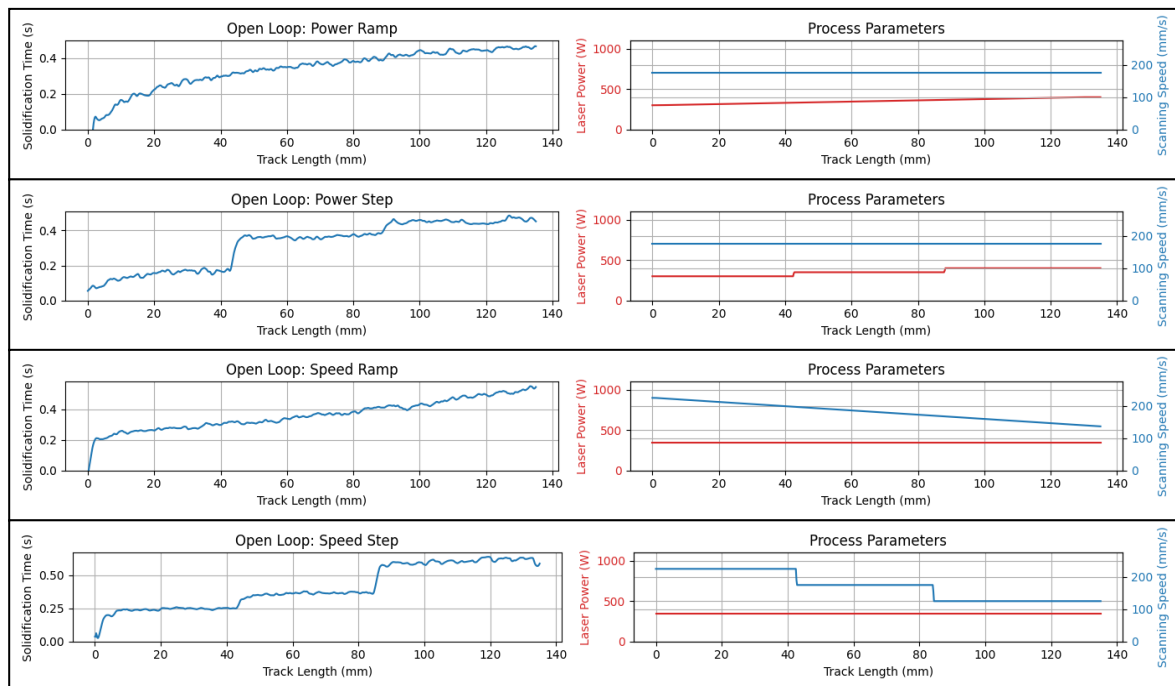 Open Loop: Power Ramp
Solidification Time (s)
0.4
0.2
0.0
0 20 40 60 80 100 120 140
Track Length (mm)
Process Parameters
Laser Power (W)
1000
500
0
200
100
0
Scanning Speed (mm/s)
0 20 40 60 80 100 120 140
Track Length (mm)
Open Loop: Power Step
Solidification Time (s)
0.4
0.2
0.0
0 20 40 60 80 100 120 140
Track Length (mm)
Process Parameters
Laser Power (W)
1000
500
0
200
100
0
Scanning Speed (mm/s)
0 20 40 60 80 100 120 140
Track Length (mm)
Open Loop: Speed Ramp
Solidification Time (s)
0.4
0.2
0.0
0 20 40 60 80 100 120 140
Track Length (mm)
Process Parameters
Laser Power (W)
1000
500
0
200
100
0
Scanning Speed (mm/s)
0 20 40 60 80 100 120 140
Track Length (mm)
Open Loop: Speed Step
Solidification Time (s)
0.50
0.25
0.00
0 20 40 60 80 100 120 140
Track Length (mm)
Process Parameters
Laser Power (W)
1000
500
0
200
100
0
Scanning Speed (mm/s)
0 20 40 60 80 100 120 140
Track Length (mm)